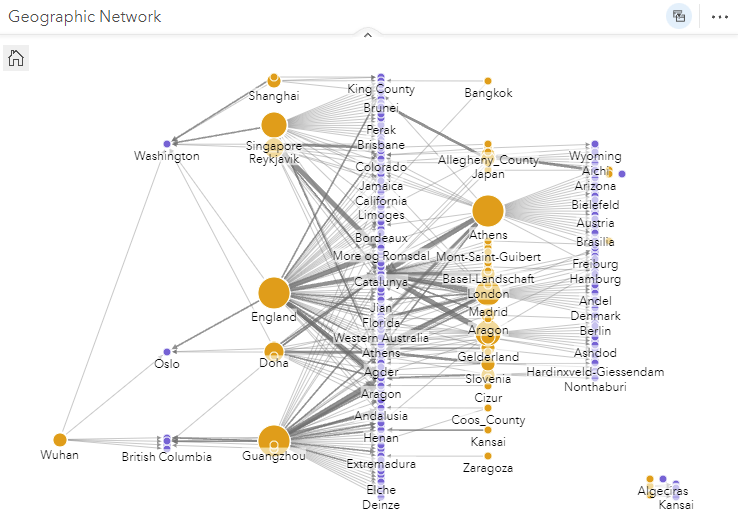 Geographic Network
Shanghai
King County
Bangkok
Brunei
Perak
Singapore
Brisbane
Washington
Reykjavik
Allegheny_County
Wyoming
Colorado
Japan
Aichi
Jamaica
Arizona
California
Bielefeld
Limoges
Austria
Bordeaux
Athens
Brasilia
More og Romsdal
Mont-Saint-Guibert
Freiburg
Catalunya
Basel-Landschaft
Hamburg
London
Andel
Jian
Madrid
Denmark
England
Florida
Aragon
Berlin
Western Australia
Athens
Gelderland
Ashdod
Oslo
Doha
Agder
Slovenia
Hardinxveld-Giessendam
Nonthaburi
Aragon
Cizur
Andalusia
Coos_County
Henan
Kansai
Wuhan
British Columbia
Guangzhou
Extremadura
Zaragoza
Elche
Algeciras
Deinze
Kansai